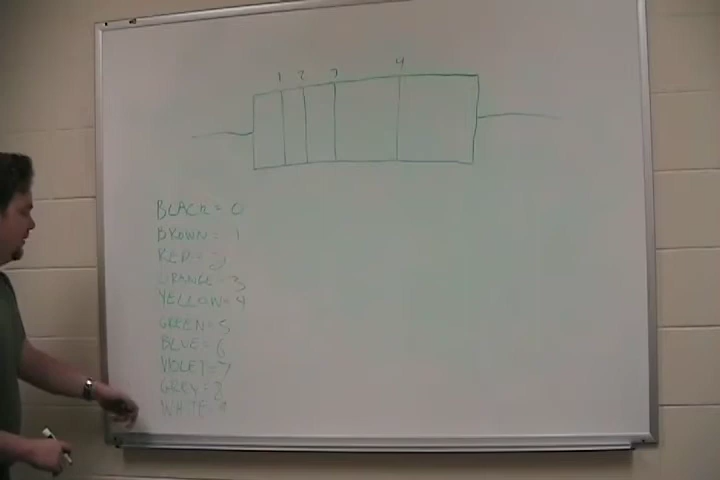 1 2 3 4
BLACK = 0
BROWN = 1
RED = 2
ORANGE = 3
YELLOW = 4
GREEN = 5
BLUE = 6
VIOLET = 7
GREY = 8
WHITE = 9